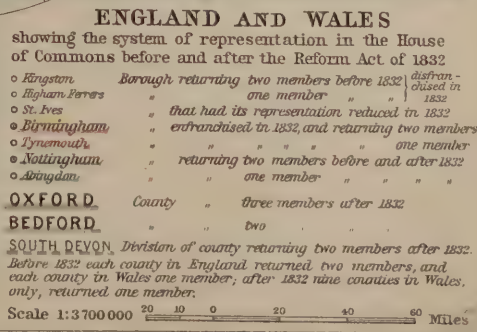 ENGLAND AND WALES
showing the system of representation in the House
of Commons before and after the Reform Act of 1832
o Kingston Borough returning two members before 1832 } disfran-
o Higham Ferrers " one member " " } chised in 1832
o St. Ives " that had its representation reduced in 1832
o Birmingham " enfranchised in 1832, and returning two members
o Tynemouth " " " " " one member
o Nottingham " returning two members before and after 1832
o Abingdon " one member " " " "
OXFORD County " three members after 1832
BEDFORD " " two " "
SOUTH DEVON Division of county returning two members after 1832.
Before 1832 each county in England returned two members, and
each county in Wales one member; after 1832 nine counties in Wales,
only, returned one member.
Scale 1:3700000 20 10 0 20 40 60 Miles